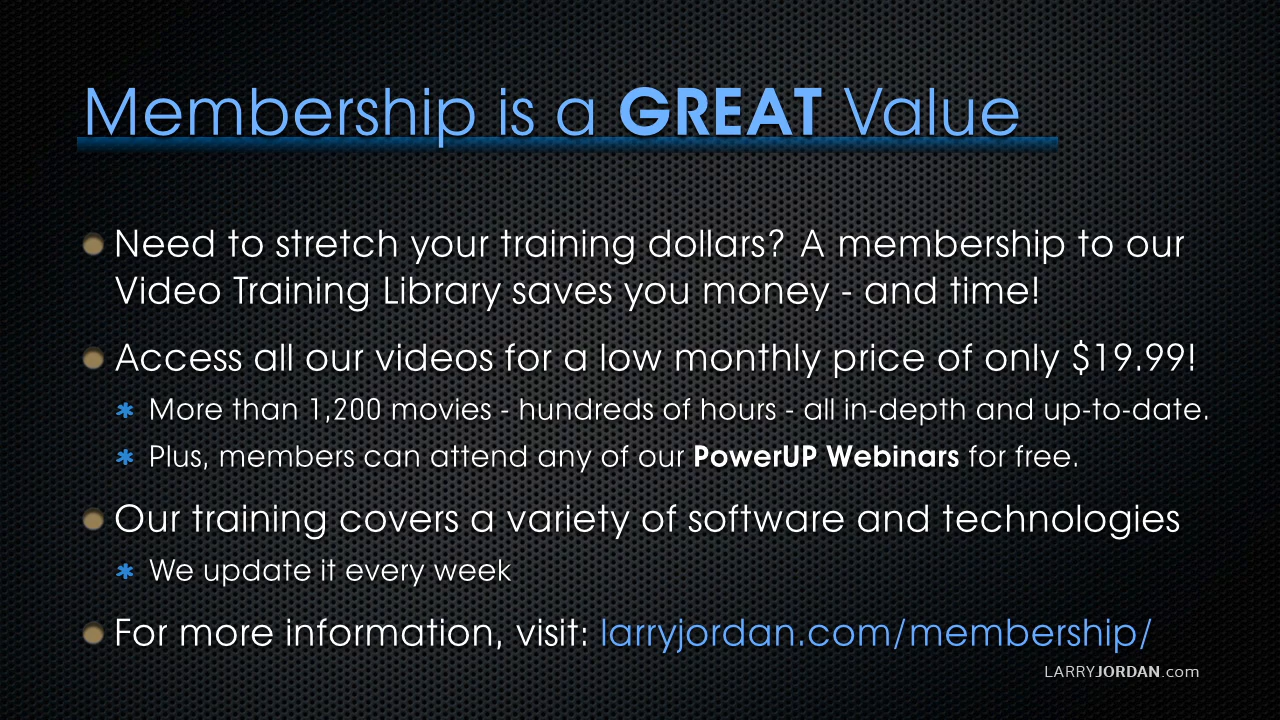 Membership is a GREAT Value
Need to stretch your training dollars? A membership to our
Video Training Library saves you money - and time!
Access all our videos for a low monthly price of only $19.99!
More than 1,200 movies - hundreds of hours - all in-depth and up-to-date.
Plus, members can attend any of our PowerUP Webinars for free.
Our training covers a variety of software and technologies
We update it every week
For more information, visit: larryjordan.com/membership/
LARRYJORDAN.com